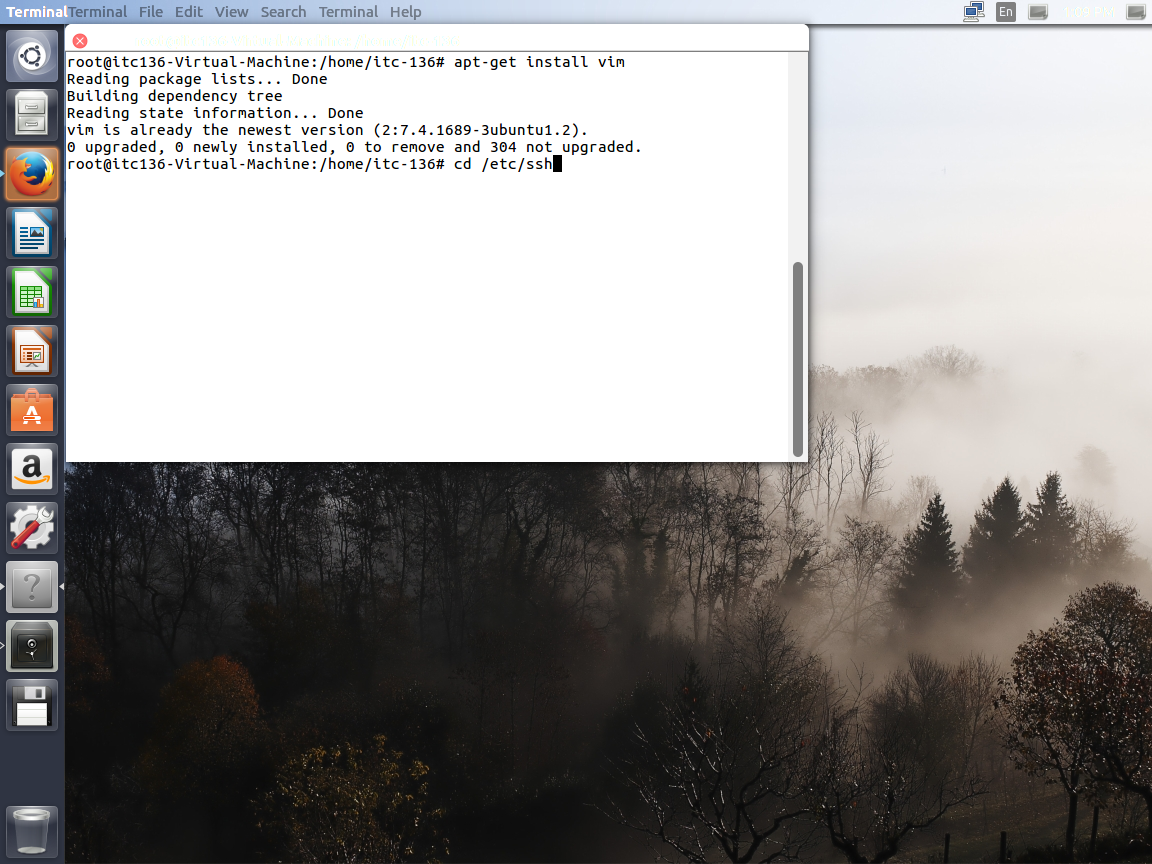 Terminal Terminal File Edit View Search Terminal Help En
root@itc136-Virtual-Machine:/home/itc-136# apt-get install vim
Reading package lists... Done
Building dependency tree
Reading state information... Done
vim is already the newest version (2:7.4.1689-3ubuntu1.2).
0 upgraded, 0 newly installed, 0 to remove and 304 not upgraded.
root@itc136-Virtual-Machine:/home/itc-136# cd /etc/ssh